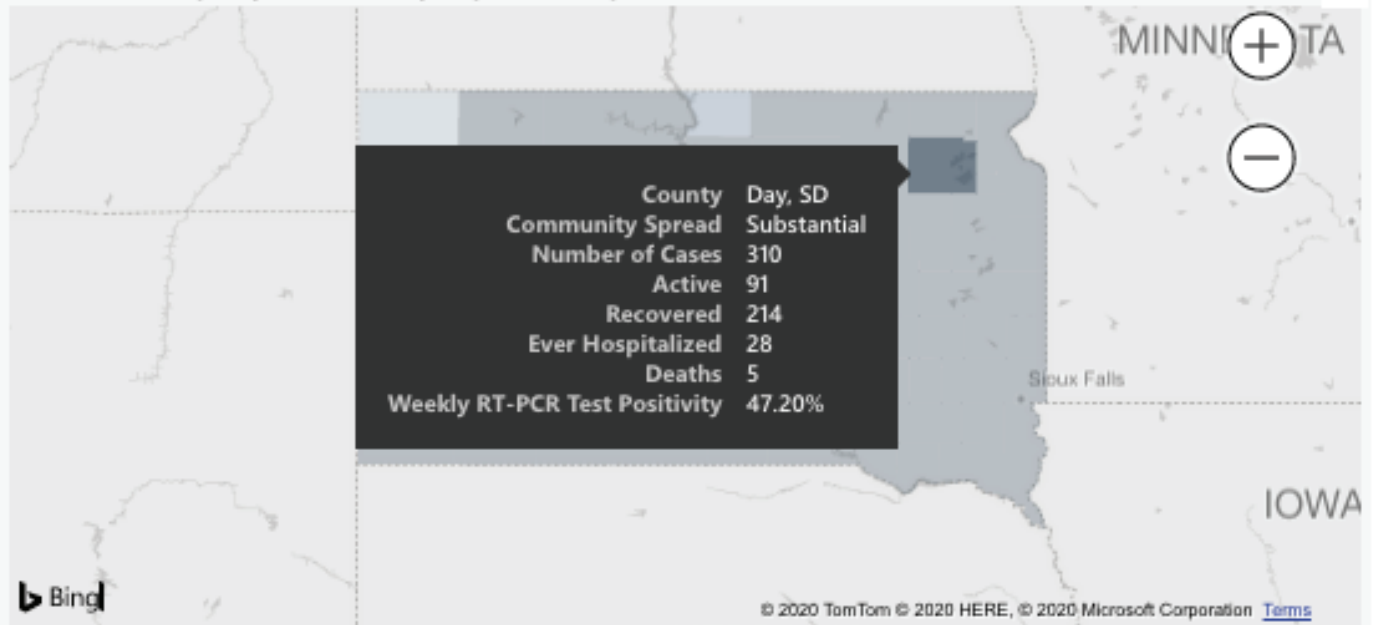 MINNE TA
County Day, SD
Community Spread Substantial
Number of Cases 310
Active 91
Recovered 214
Ever Hospitalized 28
Deaths 5
Weekly RT-PCR Test Positivity 47.20%
Sioux Falls
IOWA
Bing
© 2020 TomTom © 2020 HERE, © 2020 Microsoft Corporation Terms